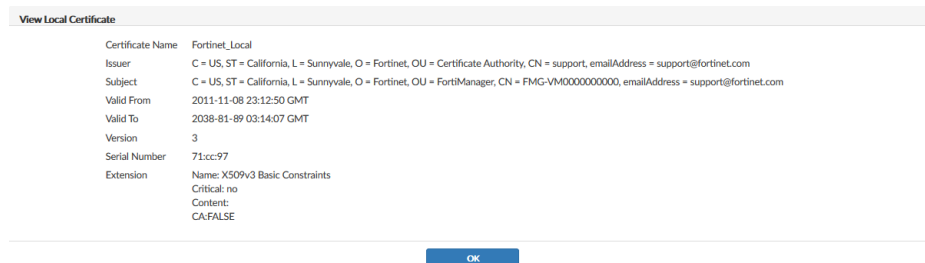 View Local Certificate
Certificate Name Fortinet_Local
Issuer C = US, ST = California, L = Sunnyvale, O = Fortinet, OU = Certificate Authority, CN = support, emailAddress = support@fortinet.com
Subject C = US, ST = California, L = Sunnyvale, O = Fortinet, OU = FortiManager, CN = FMG-VM0000000000, emailAddress = support@fortinet.com
Valid From 2011-11-08 23:12:50 GMT
Valid To 2038-81-89 03:14:07 GMT
Version 3
Serial Number 71:cc:97
Extension Name: X509v3 Basic Constraints
Critical: no
Content:
CA:FALSE
OK